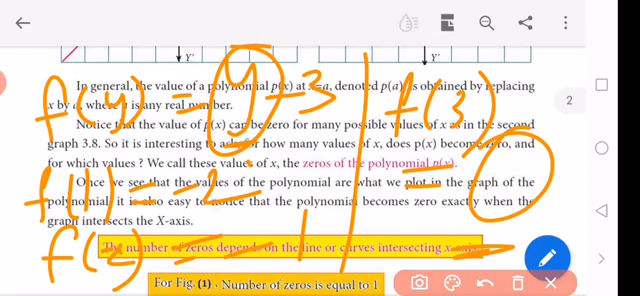 Y'
Y'
In general, the value of a polynomial p(x) at x=a, denoted p(a), is obtained by replacing
x by a, where a is any real number.
Notice that the value of p(x) can be zero for many possible values of x as in the second
graph 3.8. So it is interesting to ask, for how many values of x, does p(x) become zero, and
for which values ? We call these values of x, the zeros of the polynomial p(x).
Once we see that the values of the polynomial are what we plot in the graph of the
polynomial, it is also easy to notice that the polynomial becomes zero exactly when the
graph intersects the X-axis.
The number of zeros depends on the line or curves intersecting x-axis
For Fig. (1) , Number of zeros is equal to 1
2
f(y) = y-3
f(1) = -2
f(2) = -1
f(3)
= 0